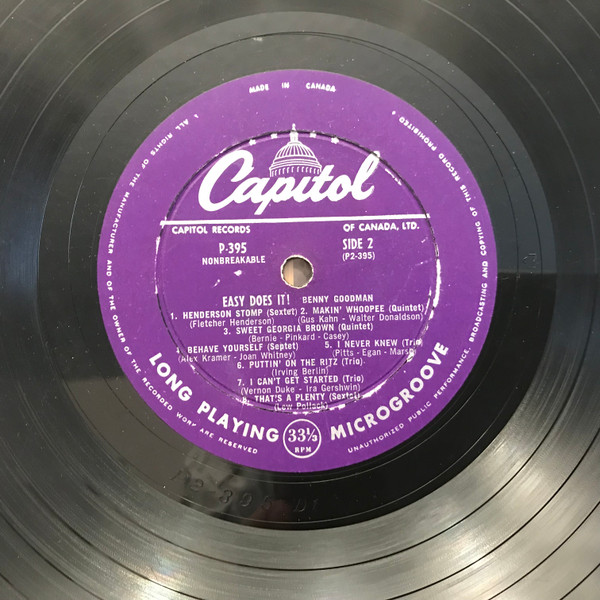 MADE IN CANADA
ALL RIGHTS OF THE MANUFACTURER AND OF THE OWNER OF THE RECORDED WORK ARE RESERVED
UNAUTHORIZED PUBLIC PERFORMANCE, BROADCASTING AND COPYING OF THIS RECORD PROHIBITED
Capitol
CAPITOL RECORDS OF CANADA, LTD.
P-395 SIDE 2
NONBREAKABLE (P2-395)
EASY DOES IT! BENNY GOODMAN
1. HENDERSON STOMP (Sextet) 2. MAKIN' WHOOPEE (Quintet)
(Fletcher Henderson) (Gus Kahn - Walter Donaldson)
3. SWEET GEORGIA BROWN (Quintet)
(Bernie - Pinkard - Casey)
4. BEHAVE YOURSELF (Septet) 5. I NEVER KNEW (Trio)
(Alex Kramer - Joan Whitney) (Pitts - Egan - Marsh)
6. PUTTIN' ON THE RITZ (Trio)
(Irving Berlin)
7. I CAN'T GET STARTED (Trio)
(Vernon Duke - Ira Gershwin)
THAT'S A PLENTY (Sextet)
(Lew Pollack)
LONG PLAYING 33⅓ MICROGROOVE
RPM